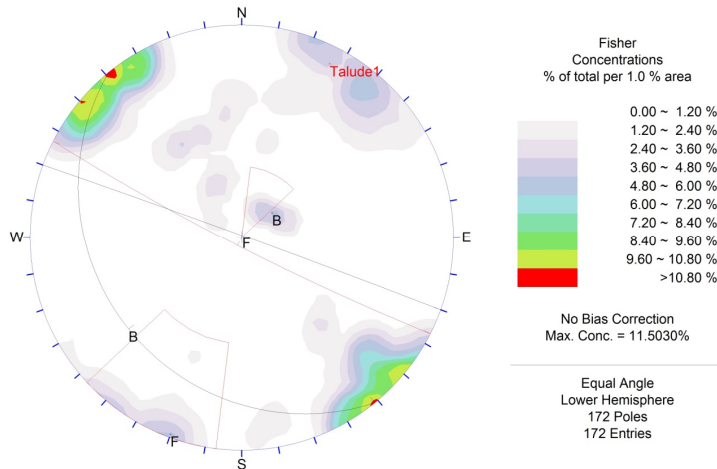 N
Talude1
B
W
E
F
B
F
S
Fisher
Concentrations
% of total per 1.0 % area
0.00 ~ 1.20 %
1.20 ~ 2.40 %
2.40 ~ 3.60 %
3.60 ~ 4.80 %
4.80 ~ 6.00 %
6.00 ~ 7.20 %
7.20 ~ 8.40 %
8.40 ~ 9.60 %
9.60 ~ 10.80 %
>10.80 %
No Bias Correction
Max. Conc. = 11.5030%
Equal Angle
Lower Hemisphere
172 Poles
172 Entries